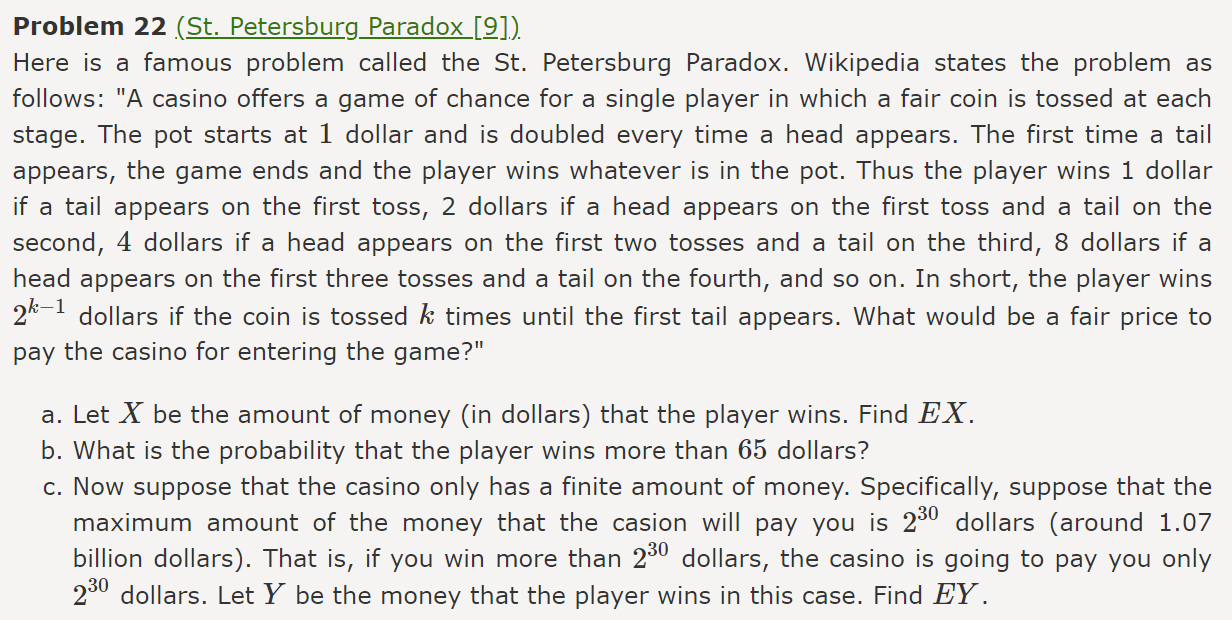 Problem 22 (St. Petersburg Paradox [9])
Here is a famous problem called the St. Petersburg Paradox. Wikipedia states the problem as
follows: "A casino offers a game of chance for a single player in which a fair coin is tossed at each
stage. The pot starts at 1 dollar and is doubled every time a head appears. The first time a tail
appears, the game ends and the player wins whatever is in the pot. Thus the player wins 1 dollar
if a tail appears on the first toss, 2 dollars if a head appears on the first toss and a tail on the
second, 4 dollars if a head appears on the first two tosses and a tail on the third, 8 dollars if a
head appears on the first three tosses and a tail on the fourth, and so on. In short, the player wins
2^{k−1} dollars if the coin is tossed k times until the first tail appears. What would be a fair price to
pay the casino for entering the game?"
a. Let X be the amount of money (in dollars) that the player wins. Find EX.
b. What is the probability that the player wins more than 65 dollars?
c. Now suppose that the casino only has a finite amount of money. Specifically, suppose that the
maximum amount of the money that the casion will pay you is 2^{30} dollars (around 1.07
billion dollars). That is, if you win more than 2^{30} dollars, the casino is going to pay you only
2^{30} dollars. Let Y be the money that the player wins in this case. Find EY.